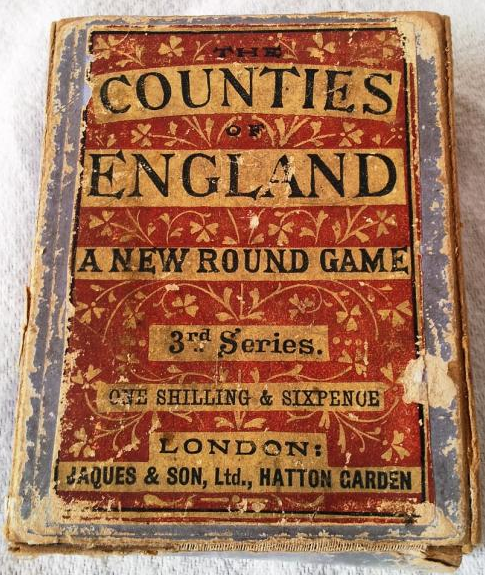 THE
COUNTIES
OF
ENGLAND
A NEW ROUND GAME
3rd Series.
ONE SHILLING & SIXPENCE
LONDON:
JAQUES & SON, Ltd., HATTON GARDEN